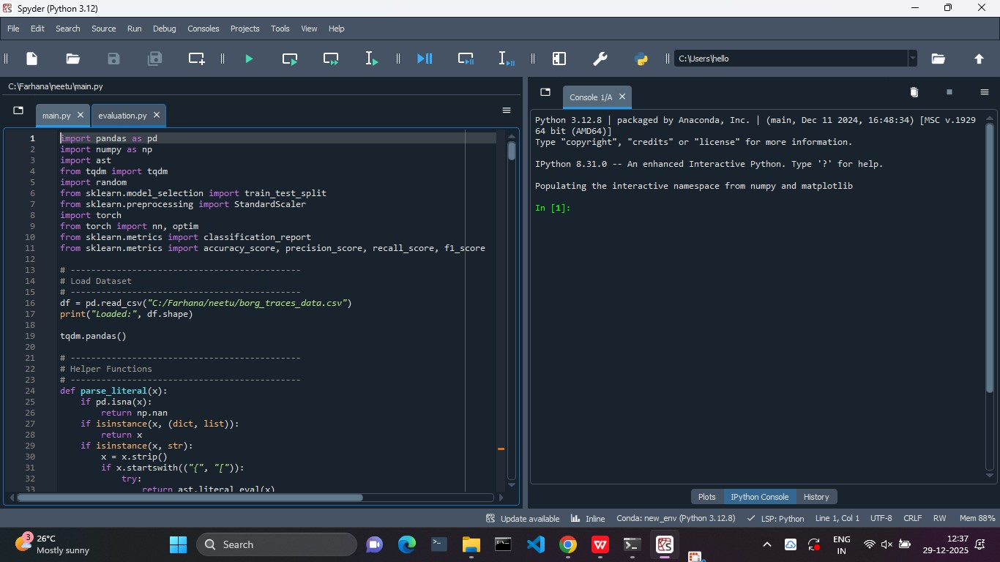 Spyder (Python 3.12)
File Edit Search Source Run Debug Consoles Projects Tools View Help
C:\Users\hello
C:\Farhana\neetu\main.py
main.py
evaluation.py
1 import pandas as pd
2 import numpy as np
3 import ast
4 from tqdm import tqdm
5 import random
6 from sklearn.model_selection import train_test_split
7 from sklearn.preprocessing import StandardScaler
8 import torch
9 from torch import nn, optim
10 from sklearn.metrics import classification_report
11 from sklearn.metrics import accuracy_score, precision_score, recall_score, f1_score
12
13 # ---------------------------------------------
14 # Load Dataset
15 # ---------------------------------------------
16 df = pd.read_csv("C:/Farhana/neetu/borg_traces_data.csv")
17 print("Loaded:", df.shape)
18
19 tqdm.pandas()
20
21 # ---------------------------------------------
22 # Helper Functions
23 # ---------------------------------------------
24 def parse_literal(x):
25     if pd.isna(x):
26         return np.nan
27     if isinstance(x, (dict, list)):
28         return x
29     if isinstance(x, str):
30         x = x.strip()
31         if x.startswith(("{", "[")):
32             try:
33                 return ast.literal_eval(x)
Console 1/A
Python 3.12.8 | packaged by Anaconda, Inc. | (main, Dec 11 2024, 16:48:34) [MSC v.1929
64 bit (AMD64)]
Type "copyright", "credits" or "license" for more information.
IPython 8.31.0 -- An enhanced Interactive Python. Type '?' for help.
Populating the interactive namespace from numpy and matplotlib
In [1]:
Plots IPython Console History
Update available Inline Conda: new_env (Python 3.12.8) LSP: Python Line 1, Col 1 UTF-8 CRLF RW Mem 88%
3
26°C
Mostly sunny
Search
ENG
IN
12:37
29-12-2025